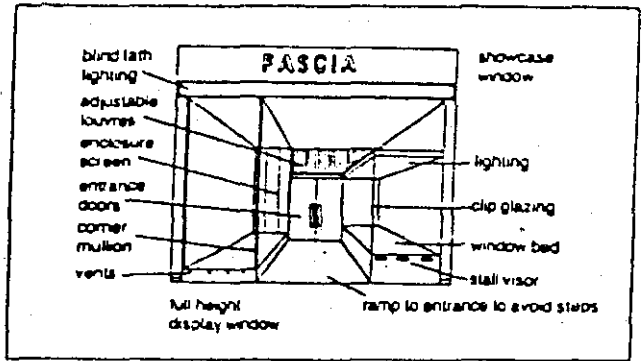 FASCIA
blind lath
lighting
adjustable
louvres
enclosure
screen
entrance
doors
corner
mullion
vents
full height
display window
showcase
window
lighting
clip glazing
window bed
stall visor
ramp to entrance to avoid steps